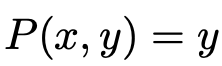 P(x, y) = y